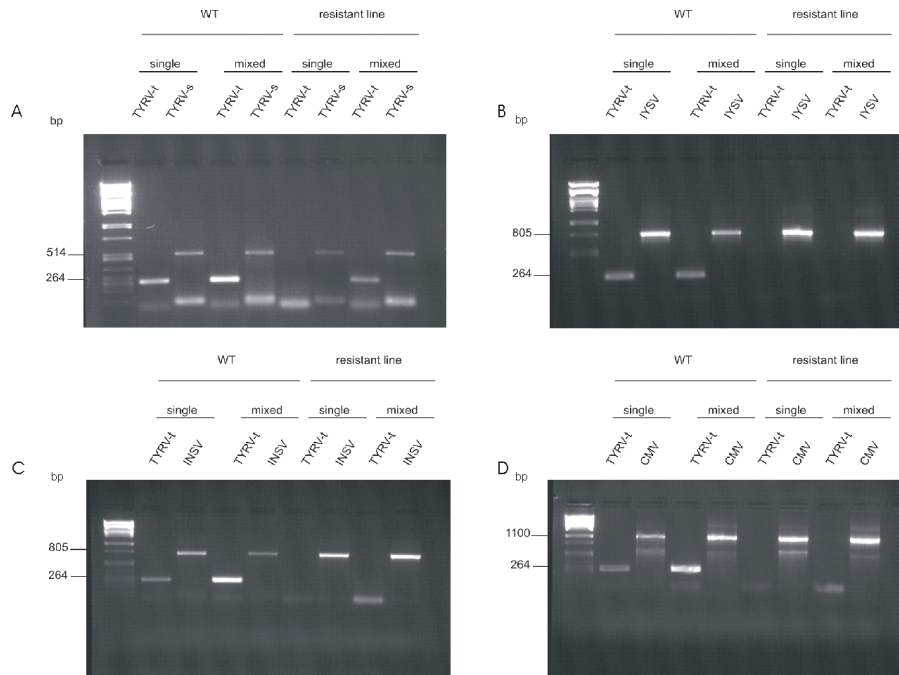 WT resistant line
single mixed single mixed
TYRV-t TYRV-s TYRV-t TYRV-s TYRV-t TYRV-s TYRV-t TYRV-s
A
bp
514
264
WT resistant line
single mixed single mixed
TYRV-t IYSV TYRV-t IYSV TYRV-t IYSV TYRV-t IYSV
B
bp
805
264
WT resistant line
single mixed single mixed
TYRV-t INSV TYRV-t INSV TYRV-t INSV TYRV-t INSV
C
bp
805
264
WT resistant line
single mixed single mixed
TYRV-t CMV TYRV-t CMV TYRV-t CMV TYRV-t CMV
D
bp
1100
264